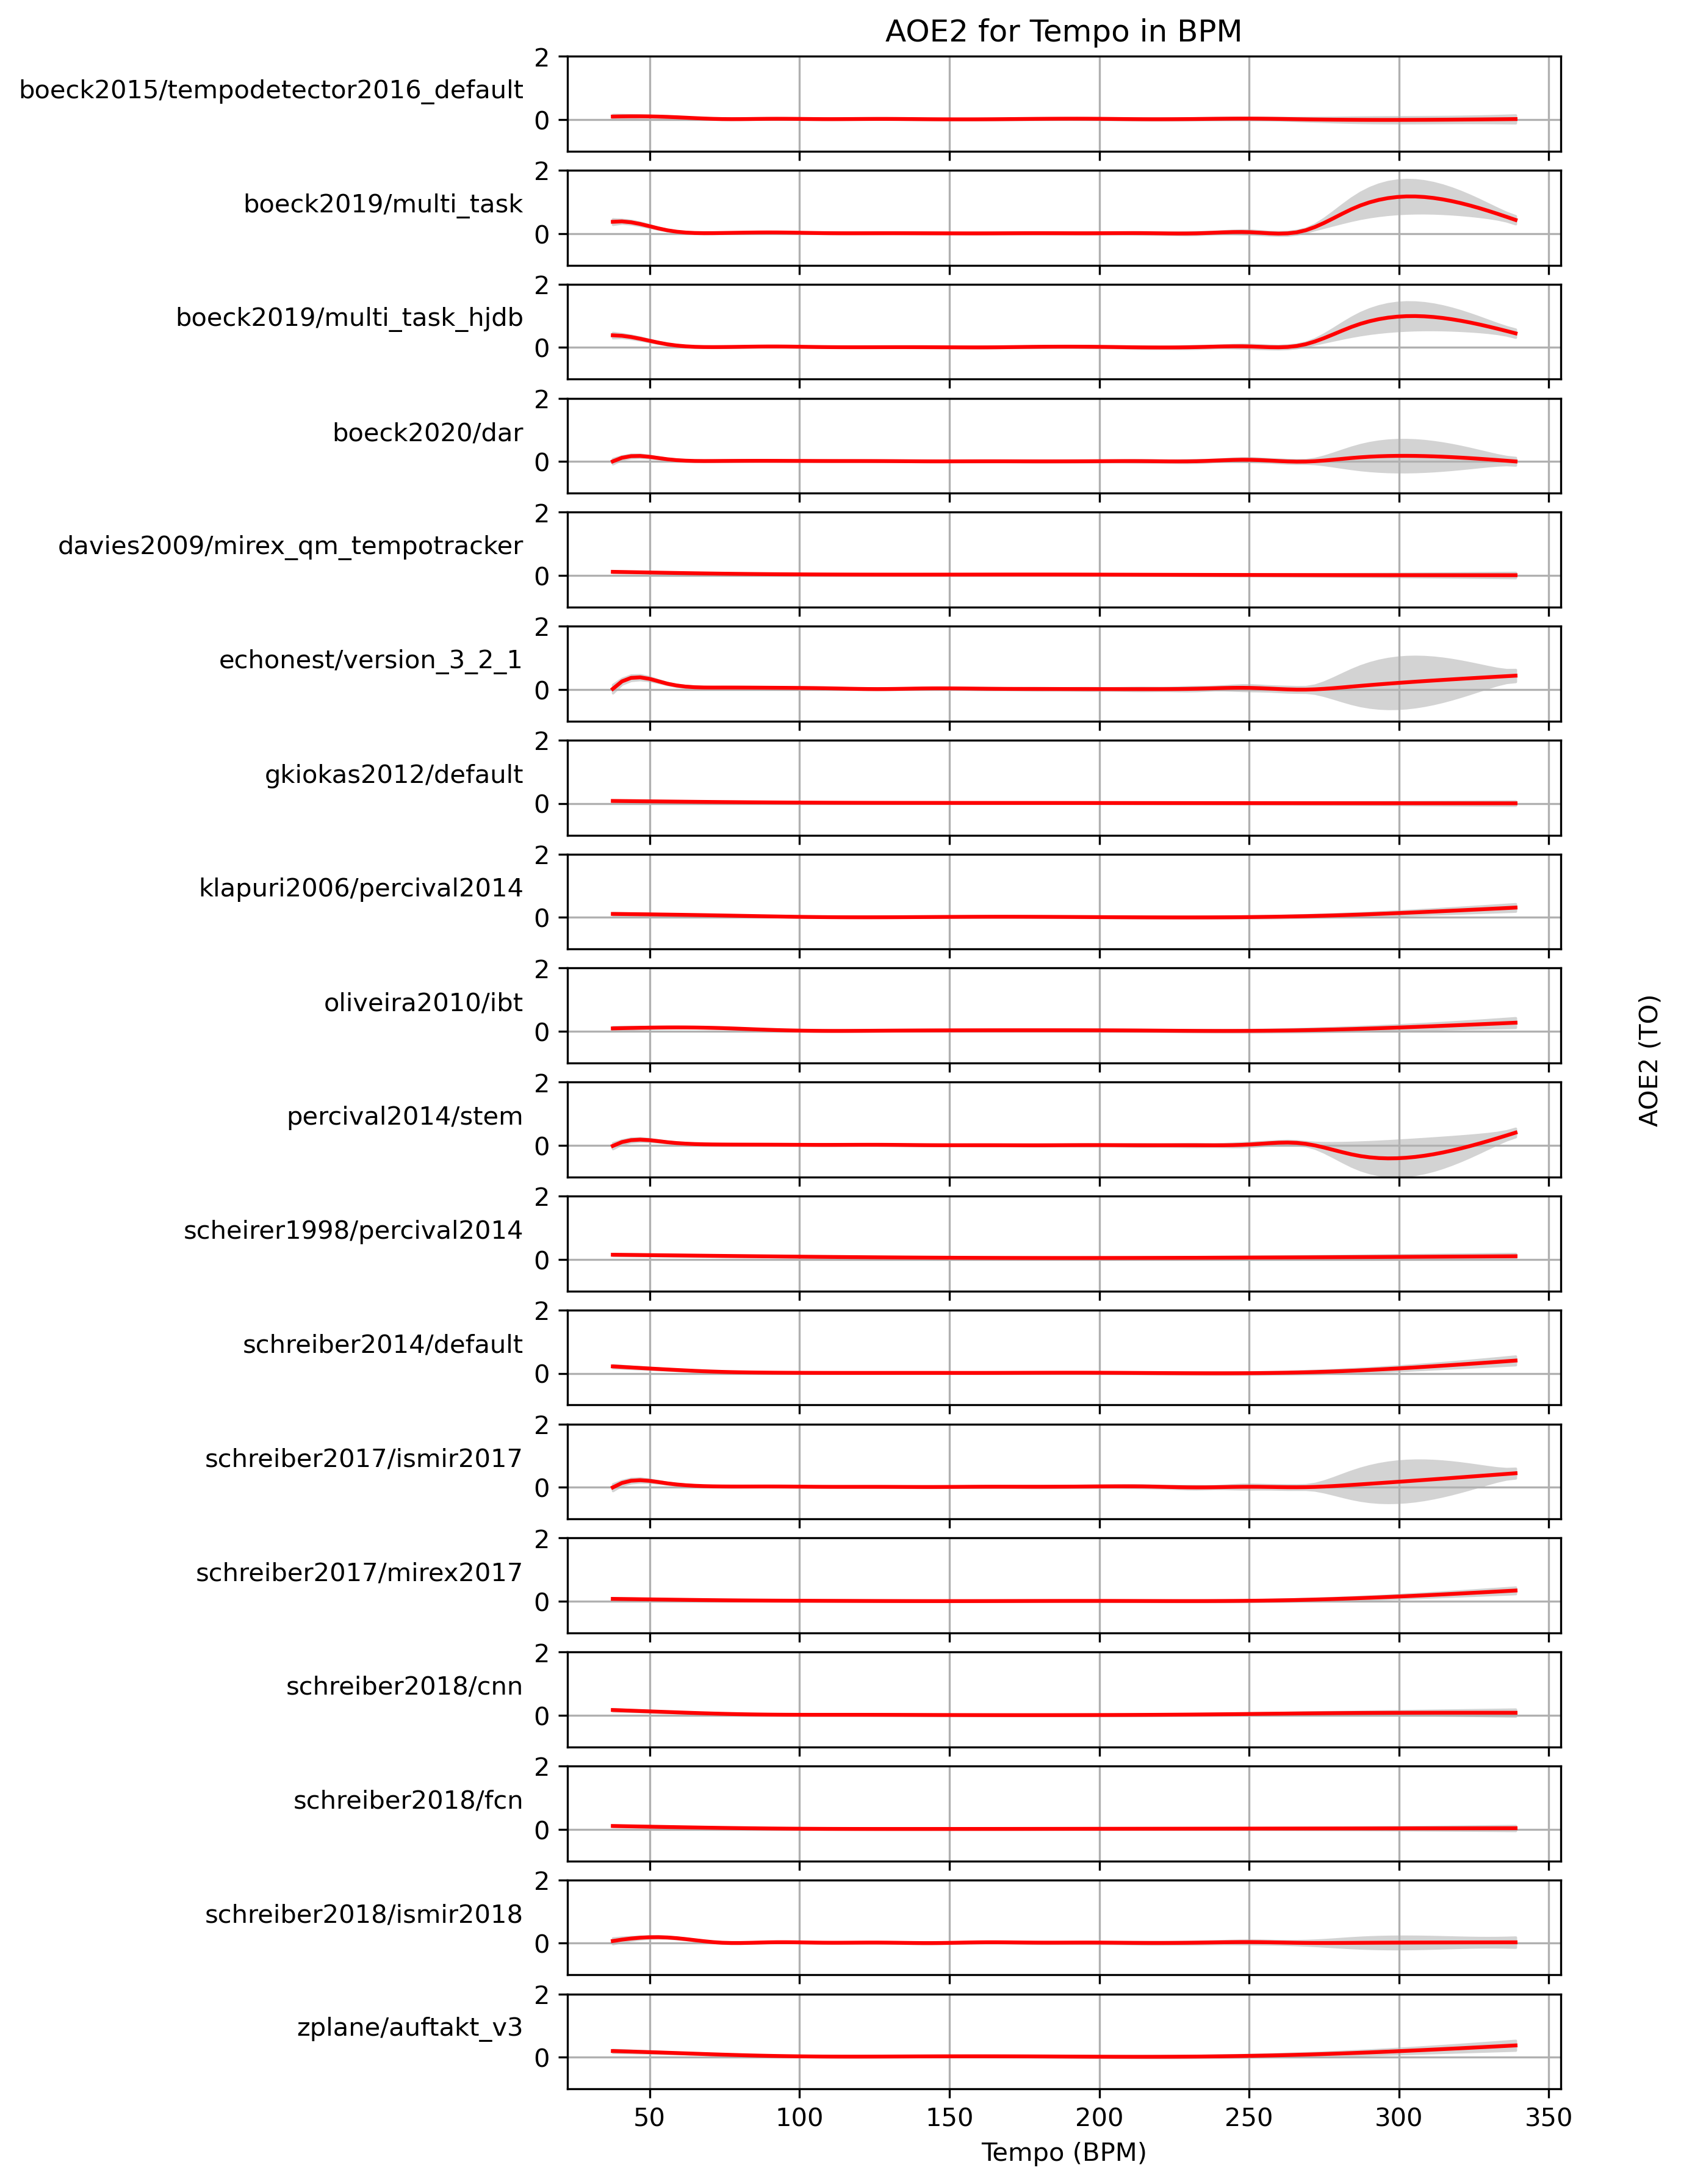 AOE2 for Tempo in BPM
boeck2015/tempodetector2016_default
2
0
boeck2019/multi_task
2
0
boeck2019/multi_task_hjdb
2
0
boeck2020/dar
2
0
davies2009/mirex_qm_tempotracker
2
0
echonest/version_3_2_1
2
0
gkiokas2012/default
2
0
klapuri2006/percival2014
2
0
oliveira2010/ibt
2
0
percival2014/stem
2
0
scheirer1998/percival2014
2
0
schreiber2014/default
2
0
schreiber2017/ismir2017
2
0
schreiber2017/mirex2017
2
0
schreiber2018/cnn
2
0
schreiber2018/fcn
2
0
schreiber2018/ismir2018
2
0
zplane/auftakt_v3
2
0
50 100 150 200 250 300 350
Tempo (BPM)
AOE2 (TO)